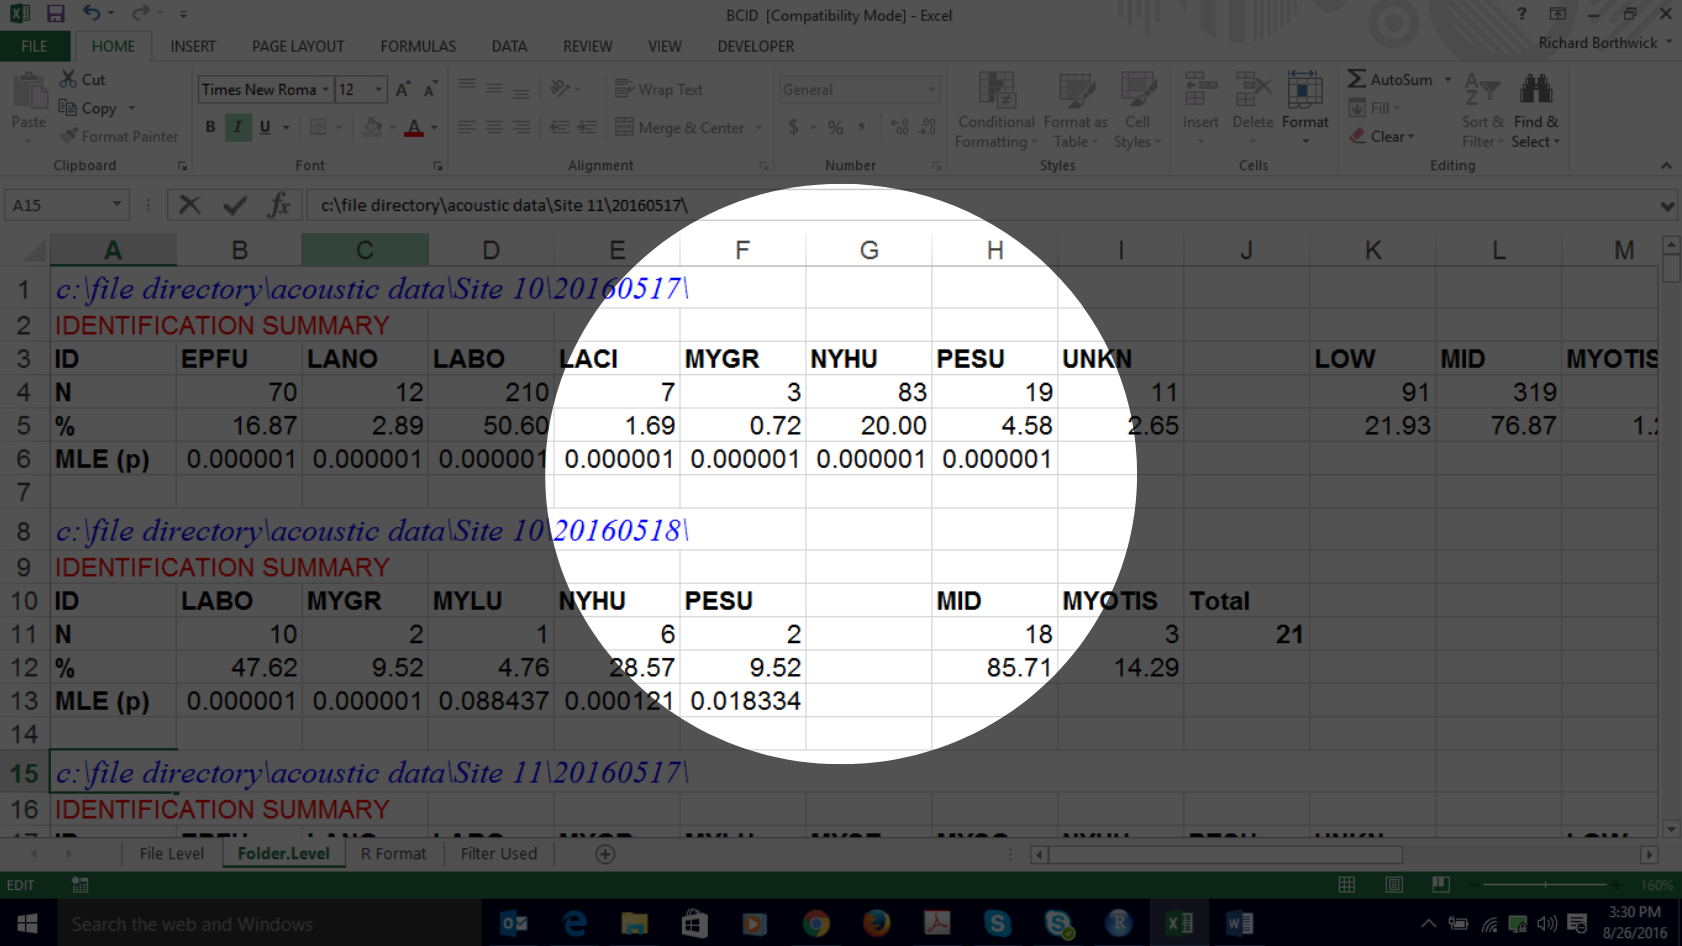 BCID [Compatibility Mode] - Excel
?
FILE HOME INSERT PAGE LAYOUT FORMULAS DATA REVIEW VIEW DEVELOPER
Richard Borthwick
Paste
Cut
Copy
Format Painter
Clipboard
Times New Roma 12
B I U
Font
Wrap Text
Merge & Center
Alignment
General
$ %
Number
Conditional Formatting
Format as Table
Cell Styles
Styles
Insert Delete Format
Cells
AutoSum
Fill
Clear
Sort & Filter
Find & Select
Editing
A15 fx c:\file directory\acoustic data\Site 11\20160517\
A B C D E F G H I J K L M
1 c:\file directory\acoustic data\Site 10\20160517\
2 IDENTIFICATION SUMMARY
3 ID EPFU LANO LABO LACI MYGR NYHU PESU UNKN LOW MID MYOTIS
4 N 70 12 210 7 3 83 19 11 91 319
5 % 16.87 2.89 50.60 1.69 0.72 20.00 4.58 2.65 21.93 76.87
6 MLE (p) 0.000001 0.000001 0.000001 0.000001 0.000001 0.000001 0.000001
7
8 c:\file directory\acoustic data\Site 10\20160518\
9 IDENTIFICATION SUMMARY
10 ID LABO MYGR MYLU NYHU PESU MID MYOTIS Total
11 N 10 2 1 6 2 18 3 21
12 % 47.62 9.52 4.76 28.57 9.52 85.71 14.29
13 MLE (p) 0.000001 0.000001 0.088437 0.000121 0.018334
14
15 c:\file directory\acoustic data\Site 11\20160517\
16 IDENTIFICATION SUMMARY
File Level Folder.Level R Format Filter Used
EDIT
160%
Search the web and Windows
3:30 PM
8/26/2016